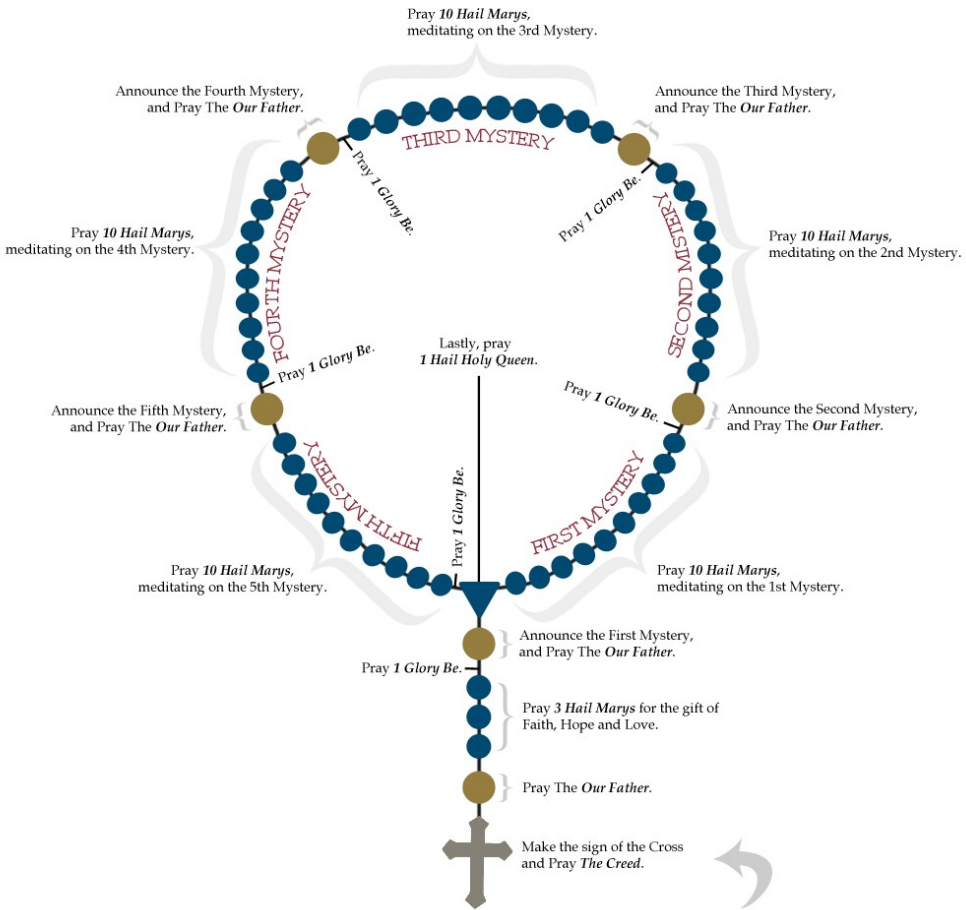 Pray 10 Hail Marys,
meditating on the 3rd Mystery.
Announce the Fourth Mystery,
and Pray The Our Father.
Announce the Third Mystery,
and Pray The Our Father.
THIRD MYSTERY
Pray 1 Glory Be.
Pray 1 Glory Be.
Pray 10 Hail Marys,
meditating on the 4th Mystery.
FOURTH MYSTERY
SECOND MISTERY
Pray 10 Hail Marys,
meditating on the 2nd Mystery.
Lastly, pray
1 Hail Holy Queen.
Pray 1 Glory Be.
Pray 1 Glory Be.
Announce the Fifth Mystery,
and Pray The Our Father.
Announce the Second Mystery,
and Pray The Our Father.
FIFTH MYSTERY
Pray 1 Glory Be.
FIRST MYSTERY
Pray 10 Hail Marys,
meditating on the 5th Mystery.
Pray 10 Hail Marys,
meditating on the 1st Mystery.
Announce the First Mystery,
and Pray The Our Father.
Pray 1 Glory Be.
Pray 3 Hail Marys for the gift of
Faith, Hope and Love.
Pray The Our Father.
Make the sign of the Cross
and Pray The Creed.